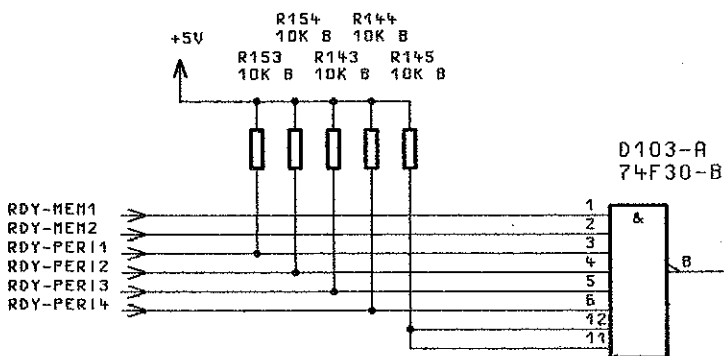 R154 R144
10K B 10K B
+5V
R153 R143 R145
10K B 10K B 10K B
D103-A
74F30-B
RDY-MEM1 1 &
RDY-MEM2 2
RDY-PERI1 3
RDY-PERI2 4 8
RDY-PERI3 5
RDY-PERI4 6
12
11